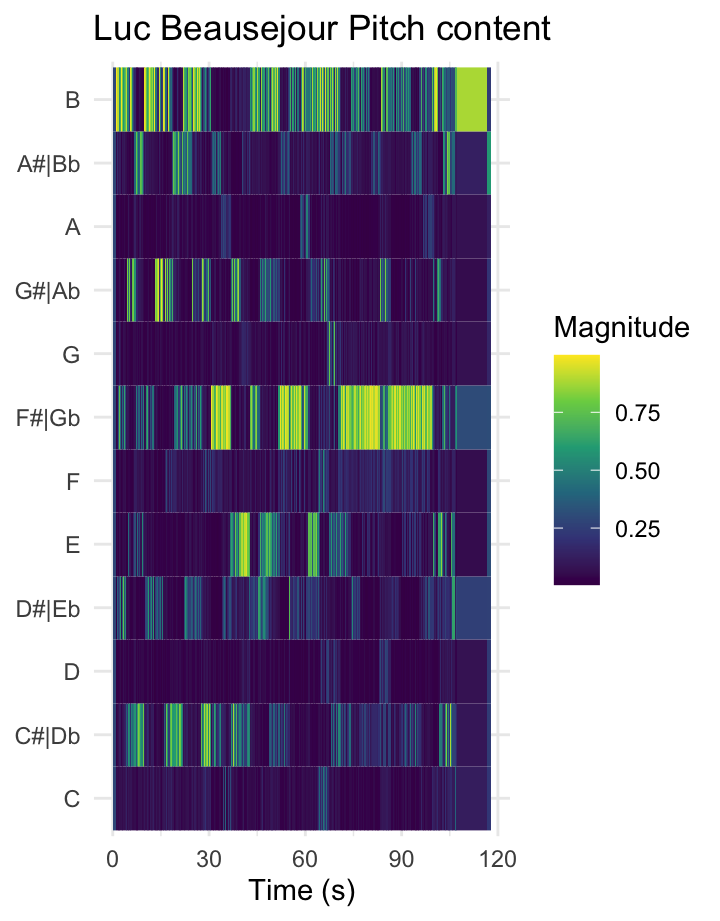 Luc Beausejour Pitch content
B
A#|Bb
A
G#|Ab
G
F#|Gb
F
E
D#|Eb
D
C#|Db
C
Magnitude
0.75
0.50
0.25
0 30 60 90 120
Time (s)